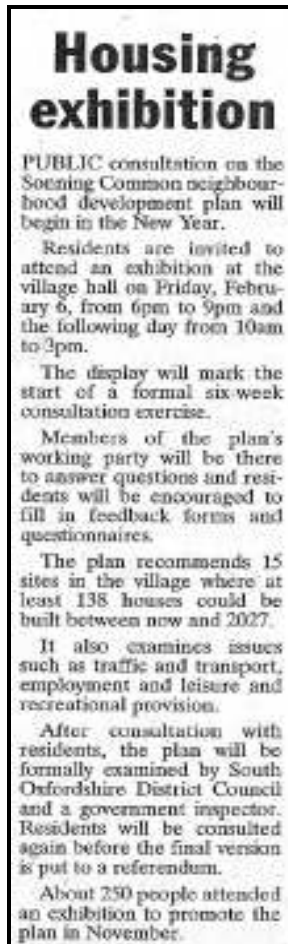 Housing
exhibition
PUBLIC consultation on the
Sonning Common neighbour-
hood development plan will
begin in the New Year.
Residents are invited to
attend an exhibition at the
village hall on Friday, Febru-
ary 6, from 6pm to 9pm and
the following day from 10am
to 3pm.
The display will mark the
start of a formal six-week
consultation exercise.
Members of the plan's
working party will be there
to answer questions and resi-
dents will be encouraged to
fill in feedback forms and
questionnaires.
The plan recommends 15
sites in the village where at
least 138 houses could be
built between now and 2027.
It also examines issues
such as traffic and transport,
employment and leisure and
recreational provision.
After consultation with
residents, the plan will be
formally examined by South
Oxfordshire District Council
and a government inspector.
Residents will be consulted
again before the final version
is put to a referendum.
About 250 people attended
an exhibition to promote the
plan in November.